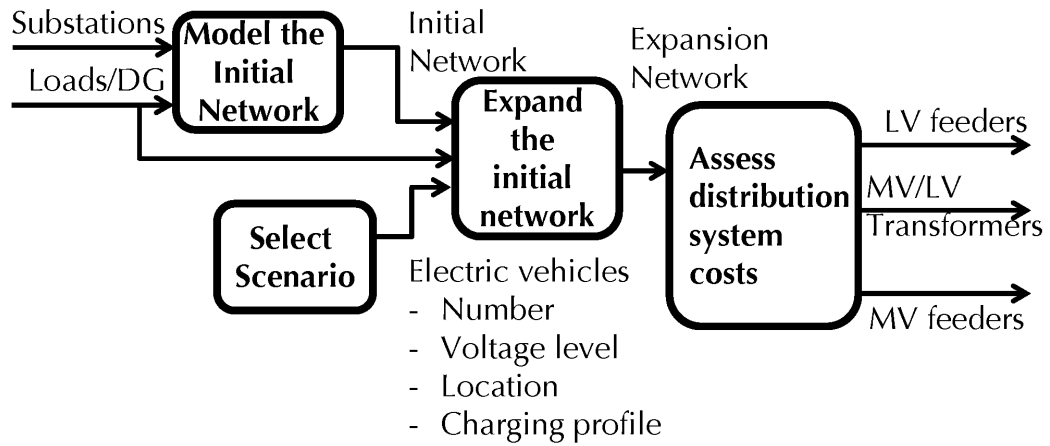 Substations
Loads/DG
Model the
Initial
Network
Initial
Network
Expand
the
initial
network
Expansion
Network
Select
Scenario
Electric vehicles
- Number
- Voltage level
- Location
- Charging profile
Assess
distribution
system
costs
LV feeders
MV/LV
Transformers
MV feeders